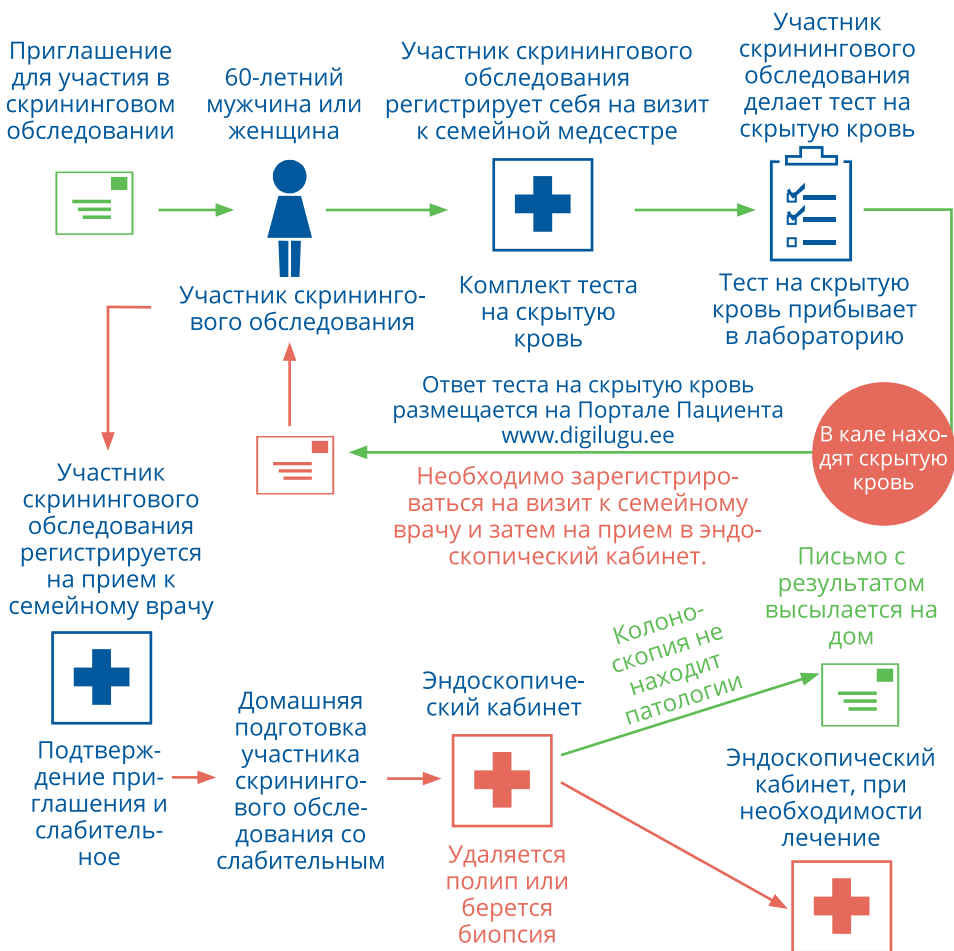 Приглашение
для участия в
скрининговом
обследовании
60-летний
мужчина или
женщина
Участник скринингового
обследования
регистрирует себя на визит
к семейной медсестре
Участник
скринингового
обследования
делает тест на
скрытую кровь
Участник скрининго-
вого обследования
Комплект теста
на скрытую
кровь
Тест на скрытую
кровь прибывает
в лабораторию
Ответ теста на скрытую кровь
размещается на Портале Пациента
www.digilugu.ee
В кале нахо-
дят скрытую
кровь
Необходимо зарегистриро-
ваться на визит к семейному
врачу и затем на прием в эндо-
скопический кабинет.
Участник
скринингового
обследования
регистрируется
на прием к
семейному врачу
Подтверж-
дение при-
глашения и
слабитель-
ное
Домашняя
подготовка
участника
скринин­го-
вого обсле-
дования со
слабительным
Эндоскопиче-
ский кабинет
Удаляется
полип или
берется
биопсия
Колоно-
скопия не
находит
патологии
Письмо с
результатом
высылается на
дом
Эндоскопический
кабинет, при
необходимости
лечение